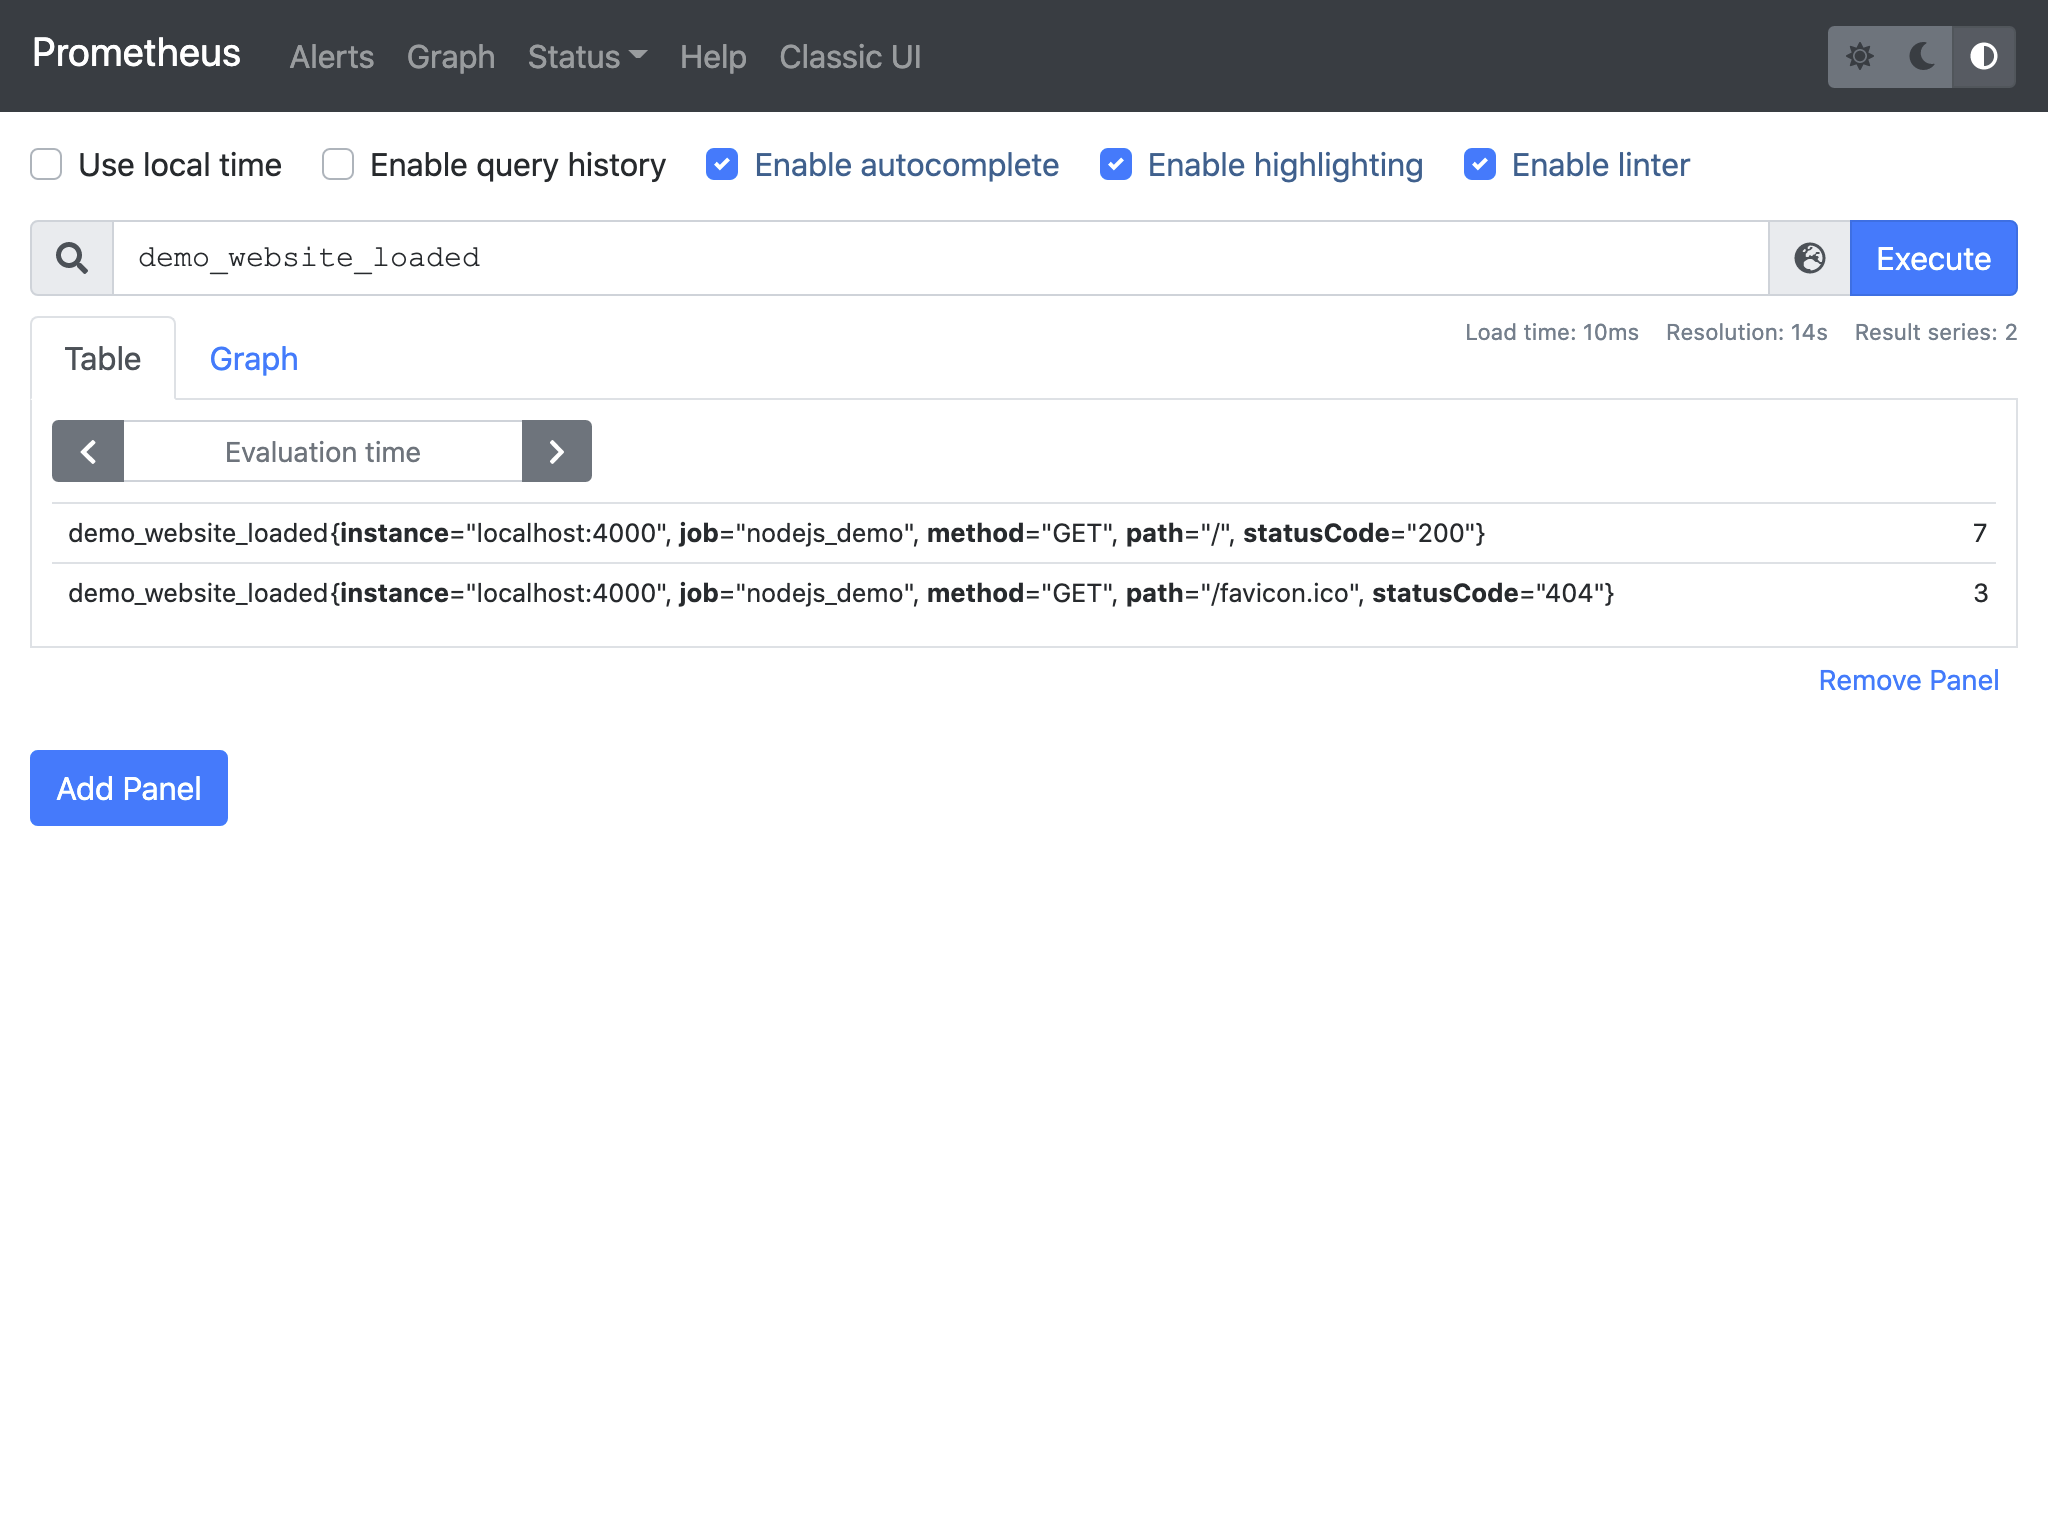 Prometheus Alerts Graph Status Help Classic UI
Use local time Enable query history Enable autocomplete Enable highlighting Enable linter
demo_website_loaded Execute
Table Graph Load time: 10ms Resolution: 14s Result series: 2
Evaluation time
demo_website_loaded{instance="localhost:4000", job="nodejs_demo", method="GET", path="/", statusCode="200"} 7
demo_website_loaded{instance="localhost:4000", job="nodejs_demo", method="GET", path="/favicon.ico", statusCode="404"} 3
Remove Panel
Add Panel